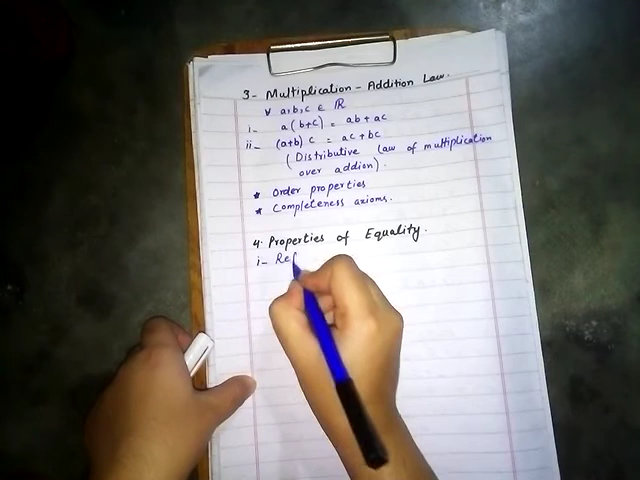 3- Multiplication - Addition Law.
∀ a,b,c ∈ ℝ
i- a(b+c) = ab + ac
ii- (a+b) c = ac + bc
(Distributive law of multiplication
over addion).
* Order properties
* Completeness axioms.
4. Properties of Equality.
i- Ref